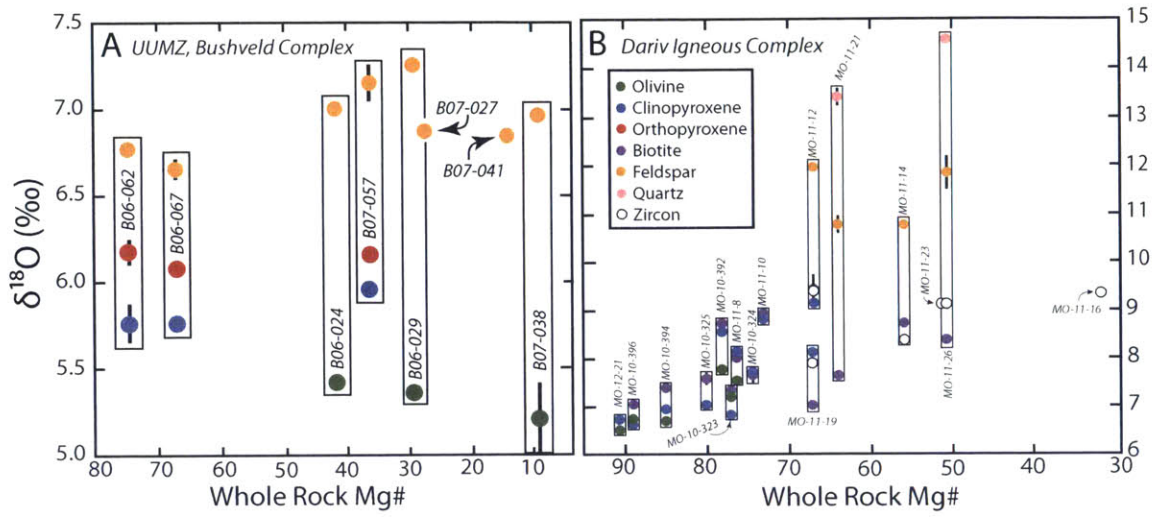 A UUMZ, Bushveld Complex
7.5
7.0
6.5
6.0
5.5
5.0
δ18O (‰)
80 70 60 50 40 30 20 10
Whole Rock Mg#
B06-062
B06-067
B06-024
B07-057
B06-029
B07-027
B07-041
B07-038
B Dariv Igneous Complex
Olivine
Clinopyroxene
Orthopyroxene
Biotite
Feldspar
Quartz
Zircon
MO-12-21
MO-10-396
MO-10-394
MO-10-325
MO-10-392
MO-10-323
MO-11-8
MO-10-324
MO-11-10
MO-11-12
MO-11-19
MO-11-21
MO-11-14
MO-11-23
MO-11-26
MO-11-16
15
14
13
12
11
10
9
8
7
6
90 80 70 60 50 40 30
Whole Rock Mg#